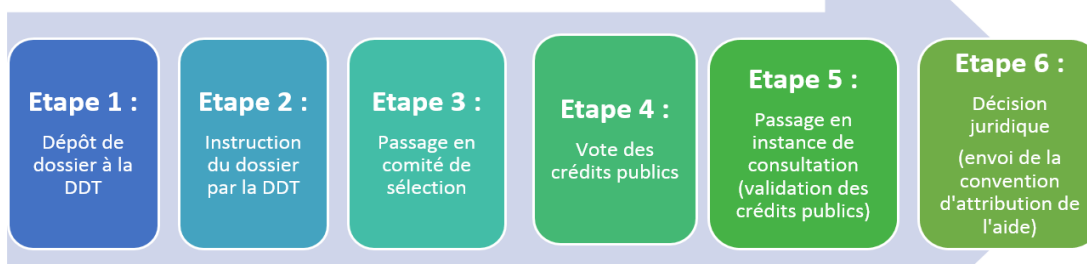 Etape 1 :
Dépôt de
dossier à la
DDT
Etape 2 :
Instruction
du dossier
par la DDT
Etape 3 :
Passage en
comité de
sélection
Etape 4 :
Vote des
crédits publics
Etape 5 :
Passage en
instance de
consultation
(validation des
crédits publics)
Etape 6 :
Décision
juridique
(envoi de la
convention
d'attribution de
l'aide)